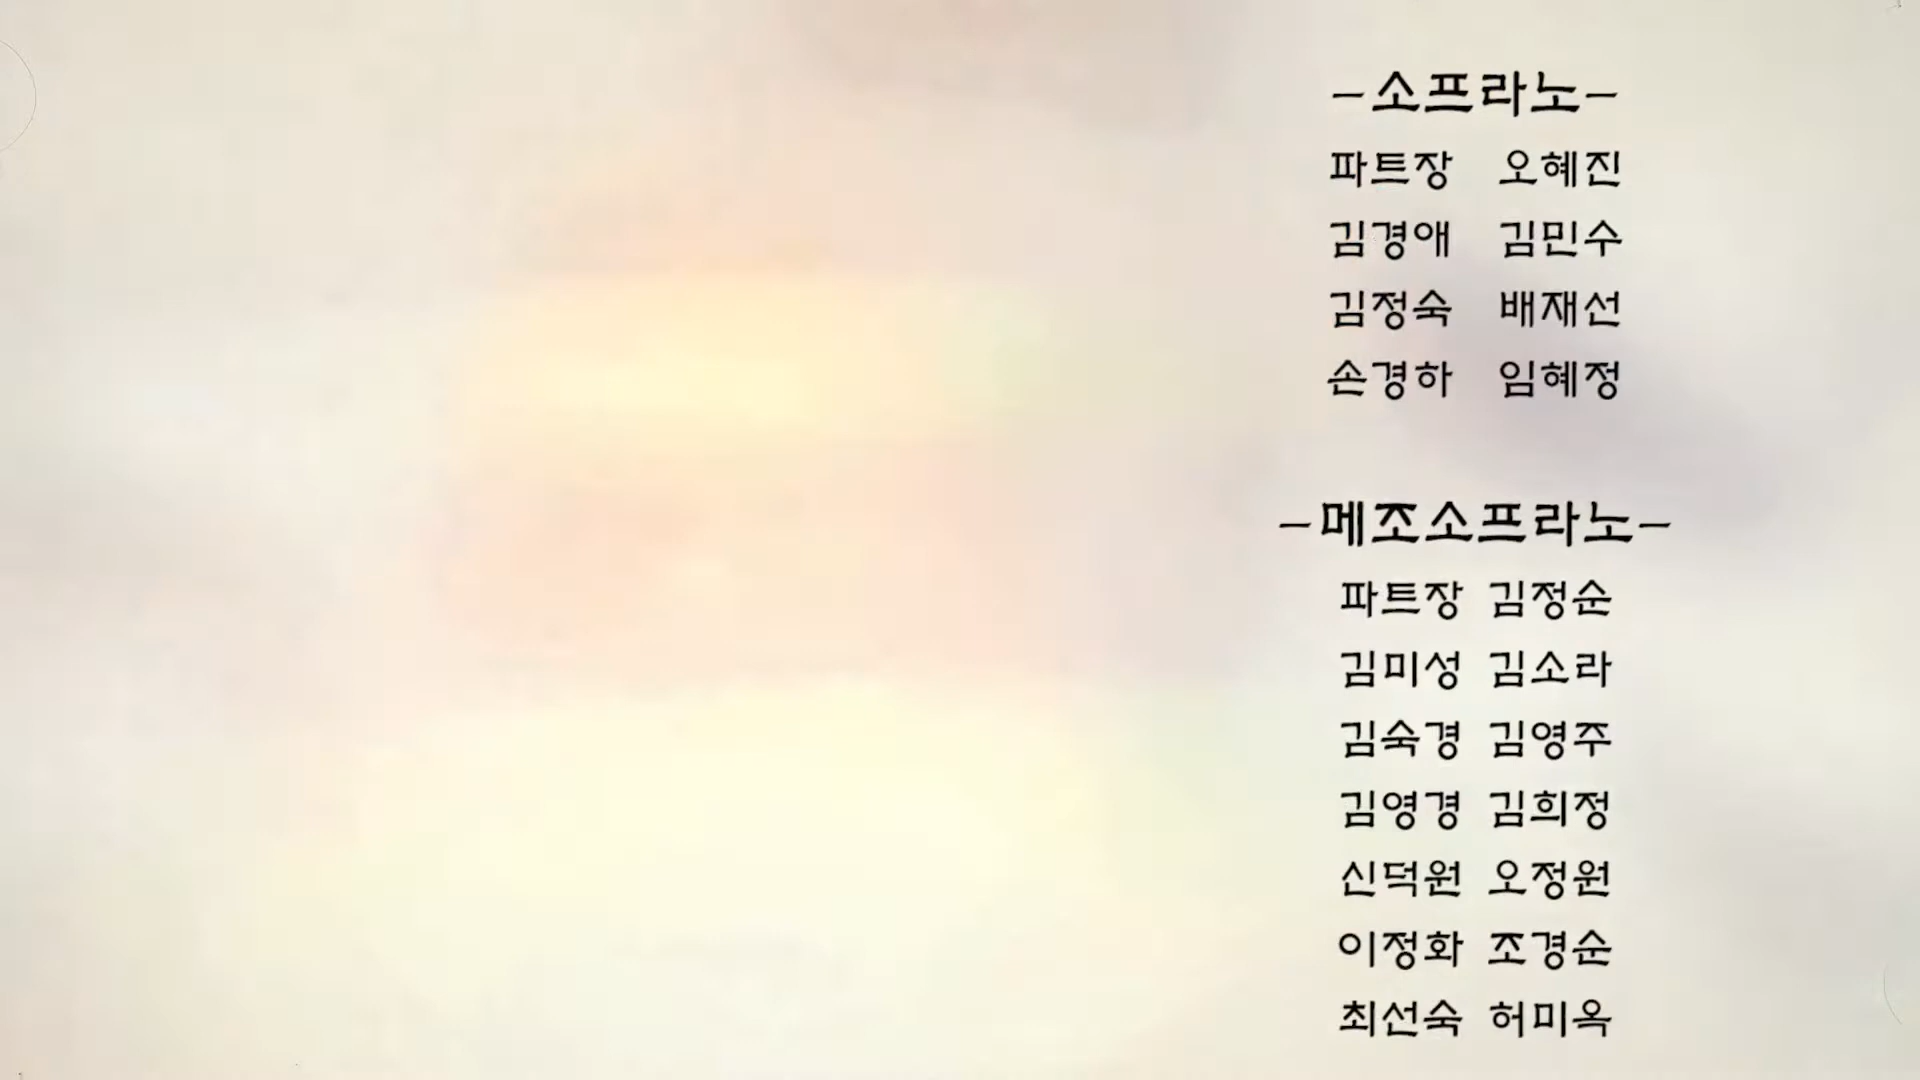 -소프라노-
파트장 오혜진
김경애 김민수
김정숙 배재선
손경하 임혜정
-메조소프라노-
파트장 김정순
김미성 김소라
김숙경 김영주
김영경 김희정
신덕원 오정원
이정화 조경순
최선숙 허미옥